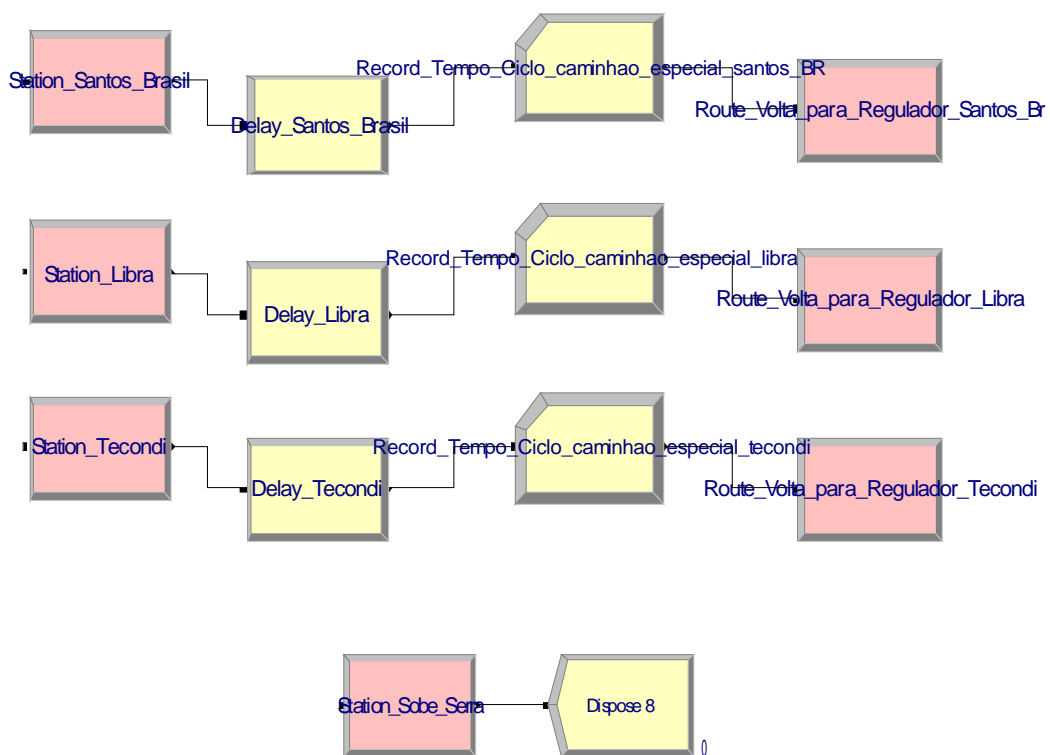 Station_Santos_Brasil
Delay_Santos_Brasil
Record_Tempo_Ciclo_caminhao_especial_santos_BR
Route_Volta_para_Regulador_Santos_Br
Station_Libra
Delay_Libra
Record_Tempo_Ciclo_caminhao_especial_libra
Route_Volta_para_Regulador_Libra
Station_Tecondi
Delay_Tecondi
Record_Tempo_Ciclo_caminhao_especial_tecondi
Route_Volta_para_Regulador_Tecondi
Station_Sobe_Serra
Dispose 8
0